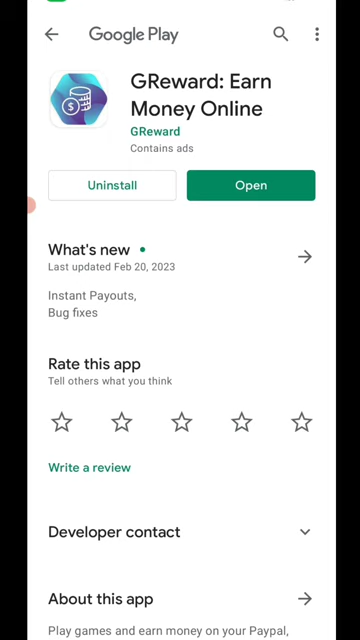 Google Play
GReward: Earn
Money Online
GReward
Contains ads
Uninstall
Open
What's new
Last updated Feb 20, 2023
Instant Payouts,
Bug fixes
Rate this app
Tell others what you think
Write a review
Developer contact
About this app
Play games and earn money on your Paypal,